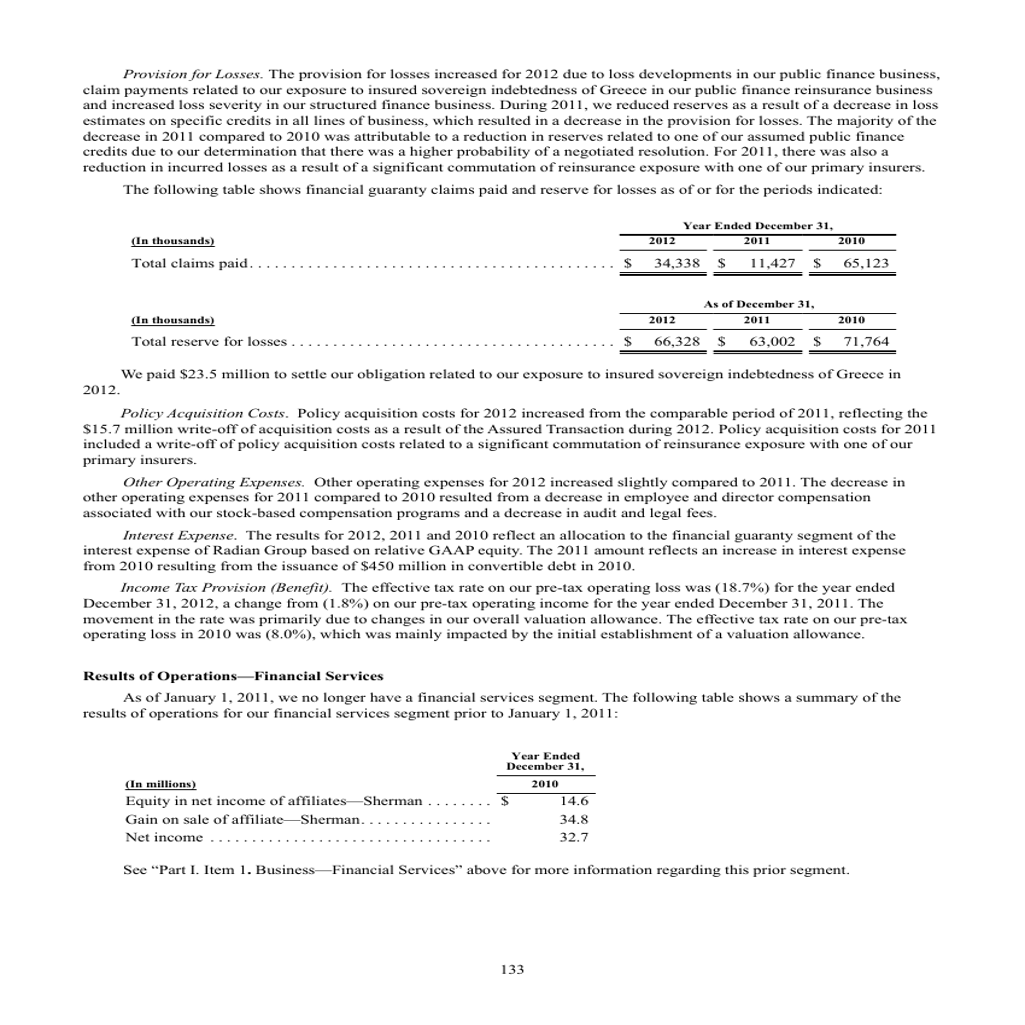 Provision for Losses. The provision for losses increased for 2012 due to loss developments in our public finance business,
claim payments related to our exposure to insured sovereign indebtedness of Greece in our public finance reinsurance business
and increased loss severity in our structured finance business. During 2011, we reduced reserves as a result of a decrease in loss
estimates on specific credits in all lines of business, which resulted in a decrease in the provision for losses. The majority of the
decrease in 2011 compared to 2010 was attributable to a reduction in reserves related to one of our assumed public finance
credits due to our determination that there was a higher probability of a negotiated resolution. For 2011, there was also a
reduction in incurred losses as a result of a significant commutation of reinsurance exposure with one of our primary insurers.
The following table shows financial guaranty claims paid and reserve for losses as of or for the periods indicated:
Year Ended December 31,
(In thousands) 2012 2011 2010
Total claims paid. . . . . . . . . . . . . . . . . . . . . . . . . . . . . . . . . . . . . . . . . . . . $ 34,338 $ 11,427 $ 65,123
As of December 31,
(In thousands) 2012 2011 2010
Total reserve for losses . . . . . . . . . . . . . . . . . . . . . . . . . . . . . . . . . . . . . . . $ 66,328 $ 63,002 $ 71,764
We paid $23.5 million to settle our obligation related to our exposure to insured sovereign indebtedness of Greece in
2012.
Policy Acquisition Costs. Policy acquisition costs for 2012 increased from the comparable period of 2011, reflecting the
$15.7 million write-off of acquisition costs as a result of the Assured Transaction during 2012. Policy acquisition costs for 2011
included a write-off of policy acquisition costs related to a significant commutation of reinsurance exposure with one of our
primary insurers.
Other Operating Expenses. Other operating expenses for 2012 increased slightly compared to 2011. The decrease in
other operating expenses for 2011 compared to 2010 resulted from a decrease in employee and director compensation
associated with our stock-based compensation programs and a decrease in audit and legal fees.
Interest Expense. The results for 2012, 2011 and 2010 reflect an allocation to the financial guaranty segment of the
interest expense of Radian Group based on relative GAAP equity. The 2011 amount reflects an increase in interest expense
from 2010 resulting from the issuance of $450 million in convertible debt in 2010.
Income Tax Provision (Benefit). The effective tax rate on our pre-tax operating loss was (18.7%) for the year ended
December 31, 2012, a change from (1.8%) on our pre-tax operating income for the year ended December 31, 2011. The
movement in the rate was primarily due to changes in our overall valuation allowance. The effective tax rate on our pre-tax
operating loss in 2010 was (8.0%), which was mainly impacted by the initial establishment of a valuation allowance.
Results of Operations—Financial Services
As of January 1, 2011, we no longer have a financial services segment. The following table shows a summary of the
results of operations for our financial services segment prior to January 1, 2011:
Year Ended
December 31,
(In millions) 2010
Equity in net income of affiliates—Sherman . . . . . . . . $ 14.6
Gain on sale of affiliate—Sherman. . . . . . . . . . . . . . . . 34.8
Net income . . . . . . . . . . . . . . . . . . . . . . . . . . . . . . . . . . 32.7
See “Part I. Item 1. Business—Financial Services” above for more information regarding this prior segment.
133